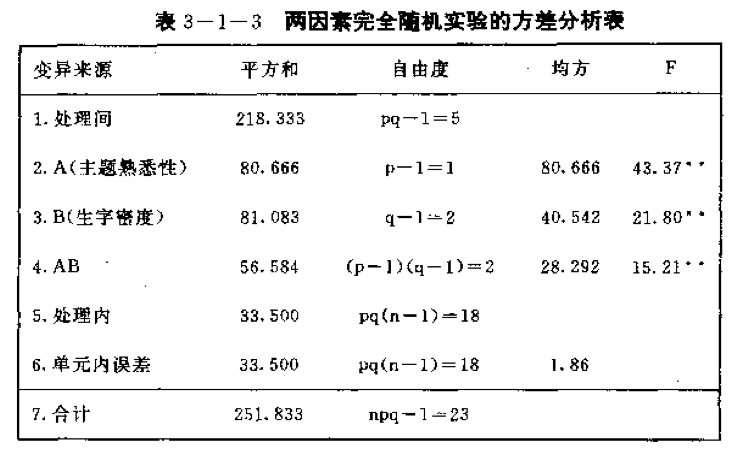 表 3-1-3 两因素完全随机实验的方差分析表
变异来源 平方和 自由度 均方 F
1. 处理间 218.333 pq-1=5
2. A(主题熟悉性) 80.666 p-1=1 80.666 43.37**
3. B(生字密度) 81.083 q-1=2 40.542 21.80**
4. AB 56.584 (p-1)(q-1)=2 28.292 15.21**
5. 处理内 33.500 pq(n-1)=18
6. 单元内误差 33.500 pq(n-1)=18 1.86
7. 合计 251.833 npq-1=23